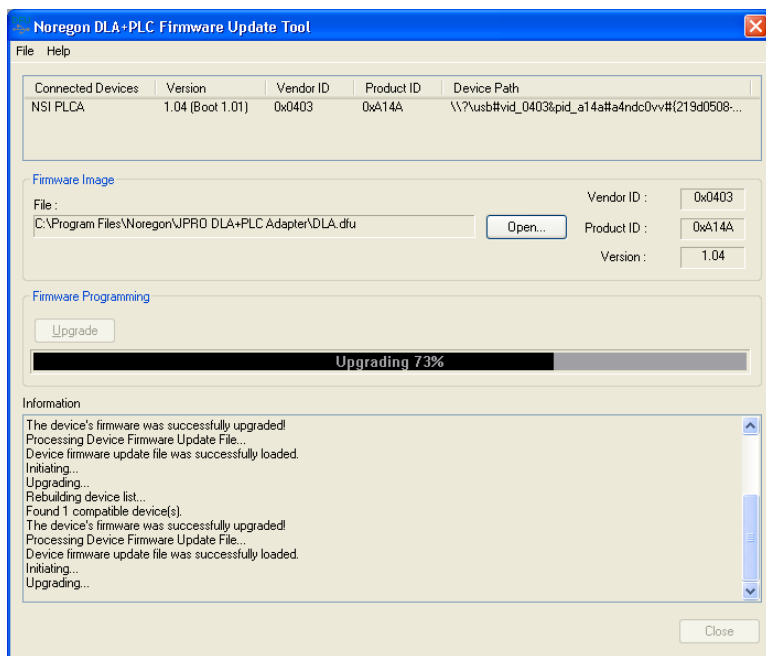 Noregon DLA+PLC Firmware Update Tool
File Help
Connected Devices Version Vendor ID Product ID Device Path
NSI PLCA 1.04 (Boot 1.01) 0x0403 0xA14A \\?\usb#vid_0403&pid_a14a#a4ndc0vv#{219d0508-...
Firmware Image
File :
C:\Program Files\Noregon\JPRO DLA+PLC Adapter\DLA.dfu
Open...
Vendor ID : 0x0403
Product ID : 0xA14A
Version : 1.04
Firmware Programming
Upgrade
Upgrading 73%
Information
The device's firmware was successfully upgraded!
Processing Device Firmware Update File...
Device firmware update file was successfully loaded.
Initiating...
Upgrading...
Rebuilding device list...
Found 1 compatible device(s).
The device's firmware was successfully upgraded!
Processing Device Firmware Update File...
Device firmware update file was successfully loaded.
Initiating...
Upgrading...
Close